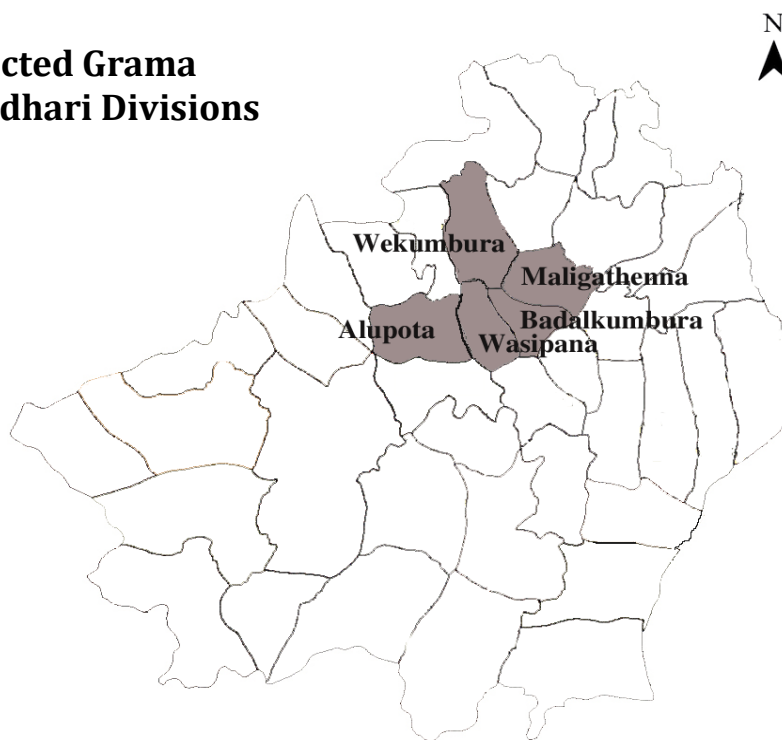 N
cted Grama
dhari Divisions
Wekumbura
Maligathenna
Badalkumbura
Alupota
Wasipana